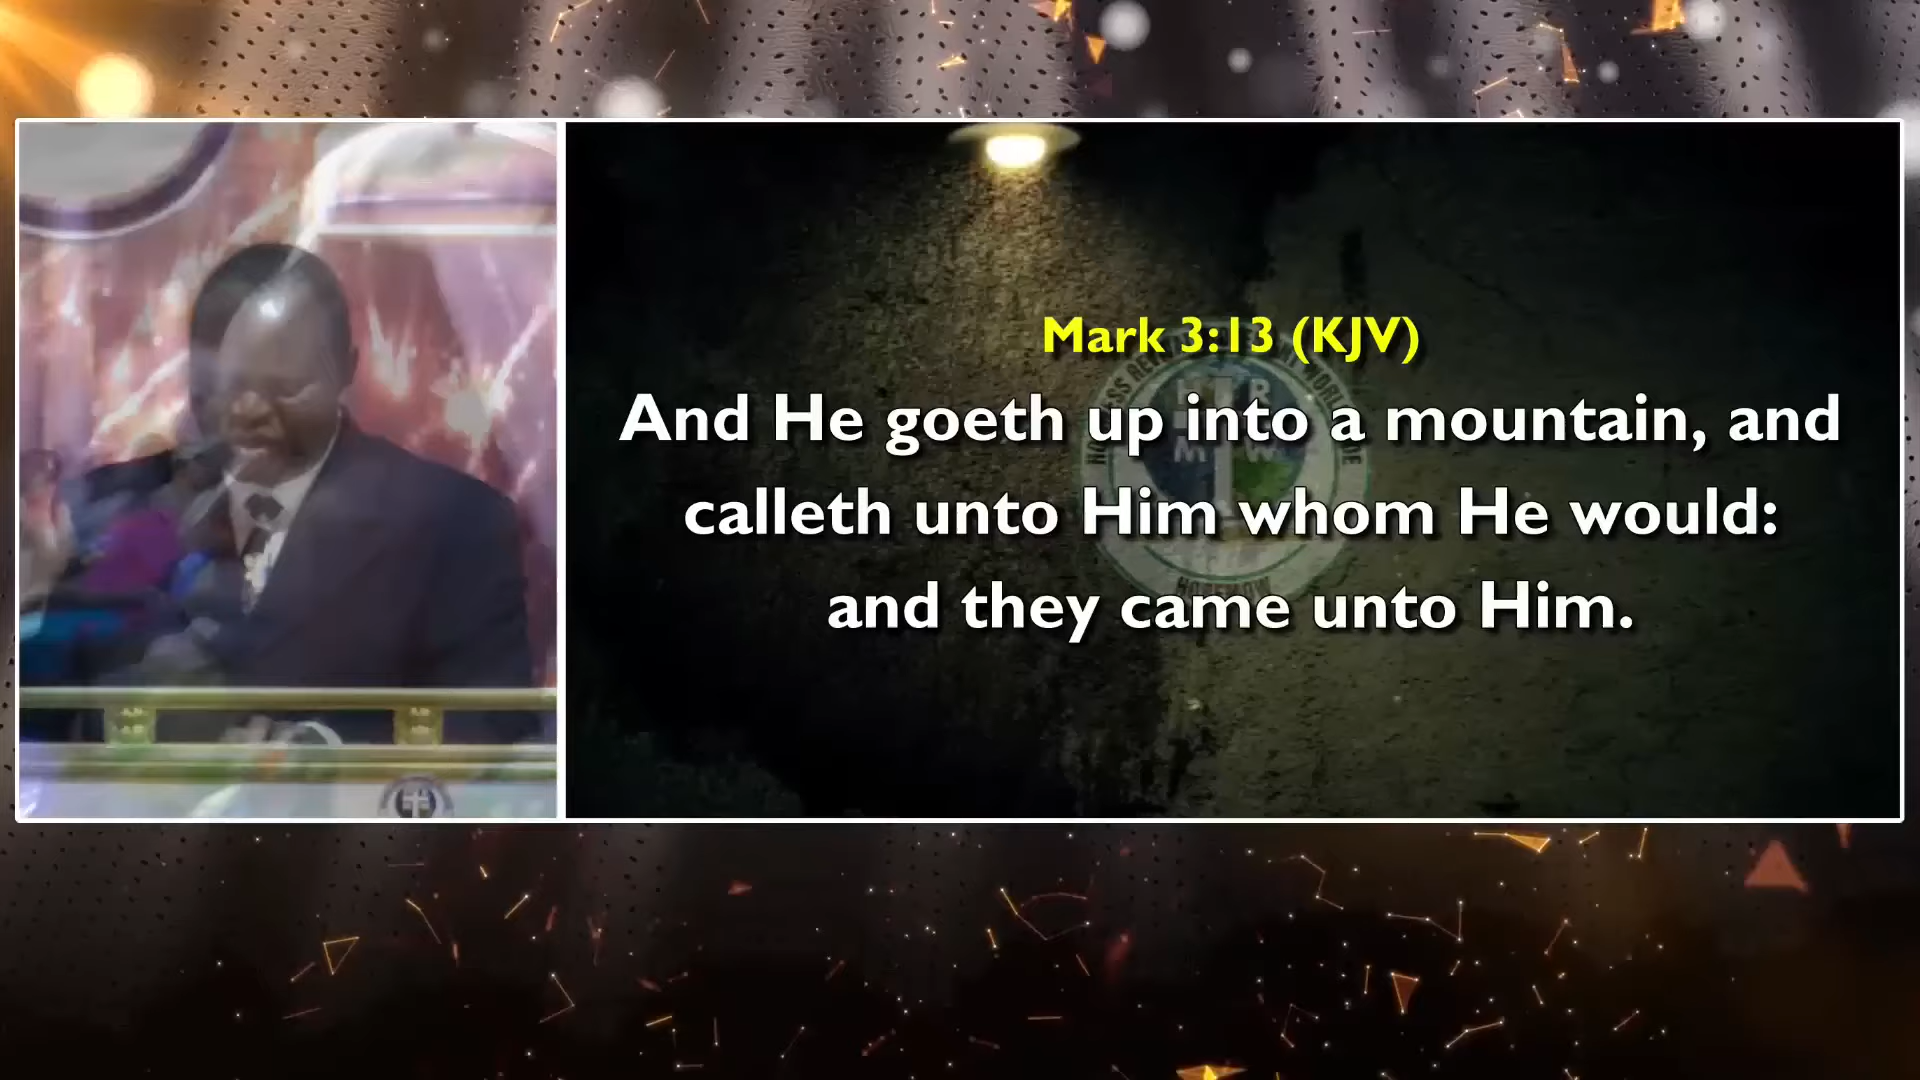 Mark 3:13 (KJV)
And He goeth up into a mountain, and
calleth unto Him whom He would:
and they came unto Him.